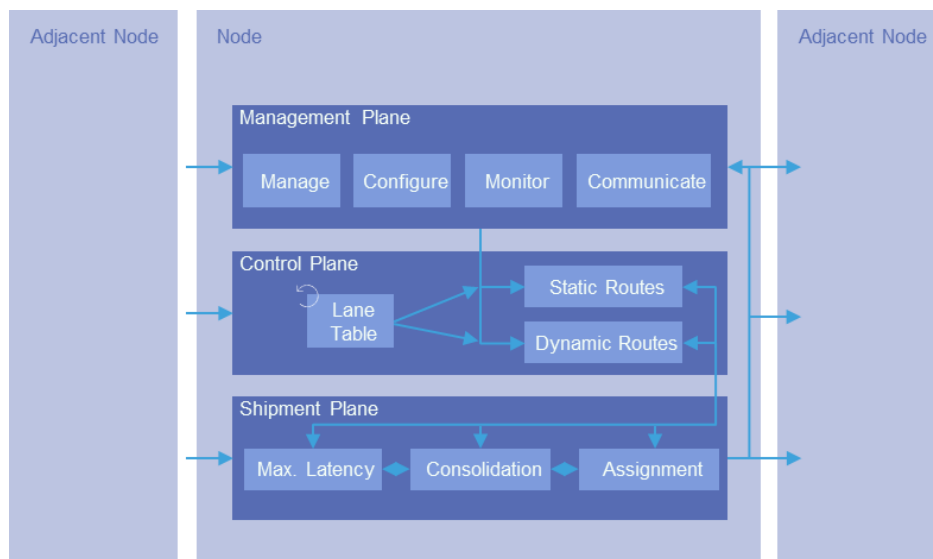 Adjacent Node
Node
Adjacent Node
Management Plane
Manage
Configure
Monitor
Communicate
Control Plane
Lane
Table
Static Routes
Dynamic Routes
Shipment Plane
Max. Latency
Consolidation
Assignment